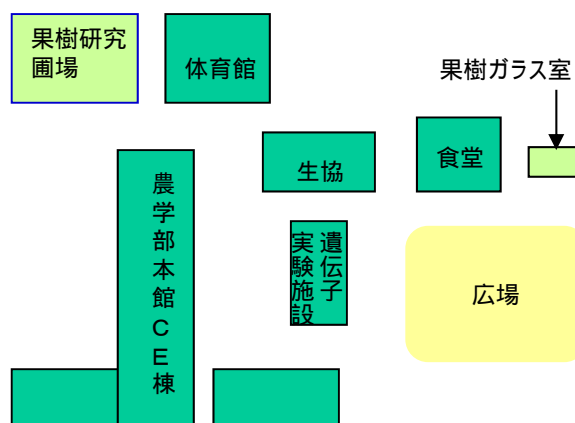 果樹研究
圃場
体育館
果樹ガラス室
生協
食堂
農学部本館CE棟
遺伝子
実験施設
広場